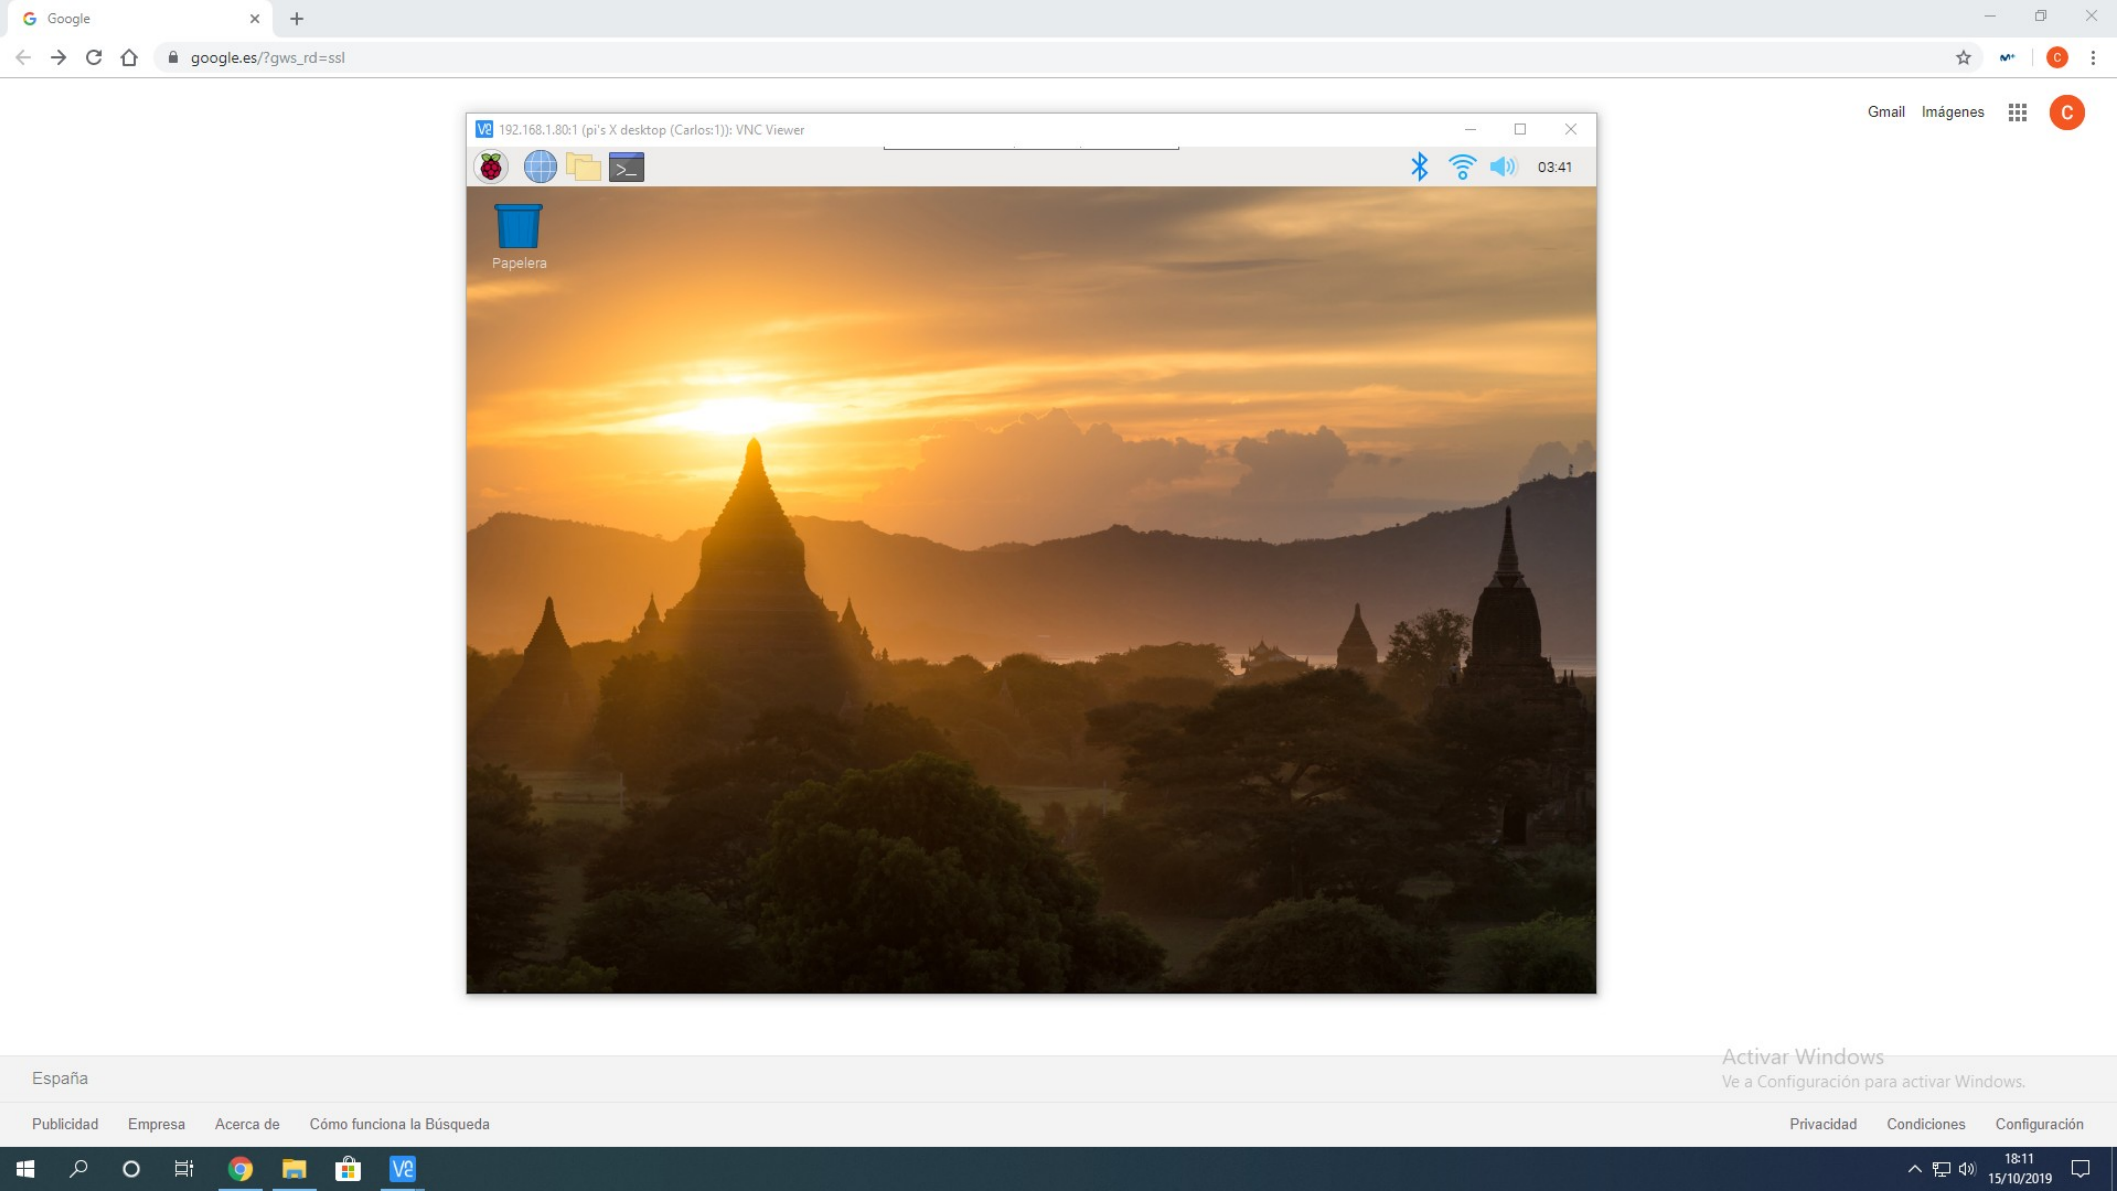 Google
google.es/?gws_rd=ssl
Gmail Imágenes C
192.168.1.80:1 (pi's X desktop (Carlos:1)): VNC Viewer
03:41
Papelera
Activar Windows
Ve a Configuración para activar Windows.
España
Publicidad Empresa Acerca de Cómo funciona la Búsqueda
Privacidad Condiciones Configuración
18:11
15/10/2019